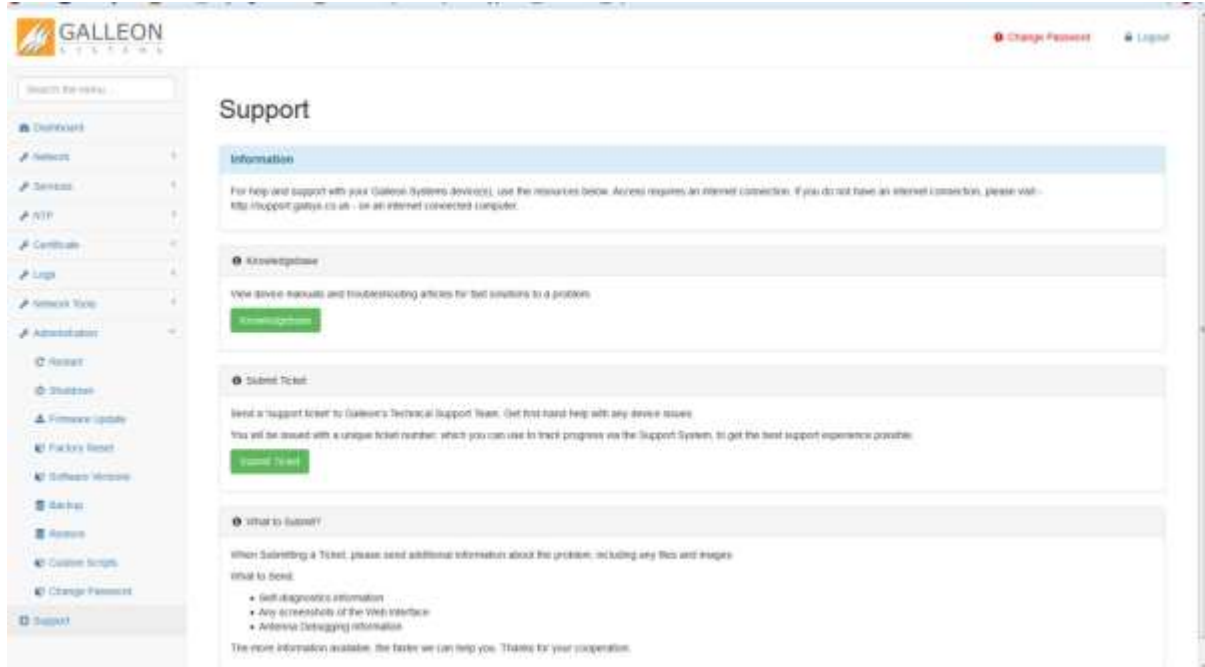 GALLEON
SYSTEMS
Change Password
Logout
Search the menu ...
Dashboard
Network
Services
NTP
Certificate
Logs
Network Tools
Administration
Restart
Shutdown
Firmware Update
Factory Reset
Software Versions
Backup
Restore
Custom Scripts
Change Password
Support
Support
Information
For help and support with your Galleon Systems device(s), use the resources below. Access requires an internet connection. If you do not have an internet connection, please visit -
http://support.galsys.co.uk - on an internet connected computer.
Knowledgebase
View device manuals and troubleshooting articles for fast solutions to a problem.
Knowledgebase
Submit Ticket
Send a 'support ticket' to Galleon's Technical Support Team. Get first hand help with any device issues.
You will be issued with a unique ticket number, which you can use to track progress via the Support System, to get the best support experience possible.
Submit Ticket
What to Submit?
When Submitting a Ticket, please send additional information about the problem, including any files and images.
What to Send:
Self-diagnostics information
Any screenshots of the Web Interface
Antenna Debugging Information
The more information available, the faster we can help you. Thanks for your cooperation.